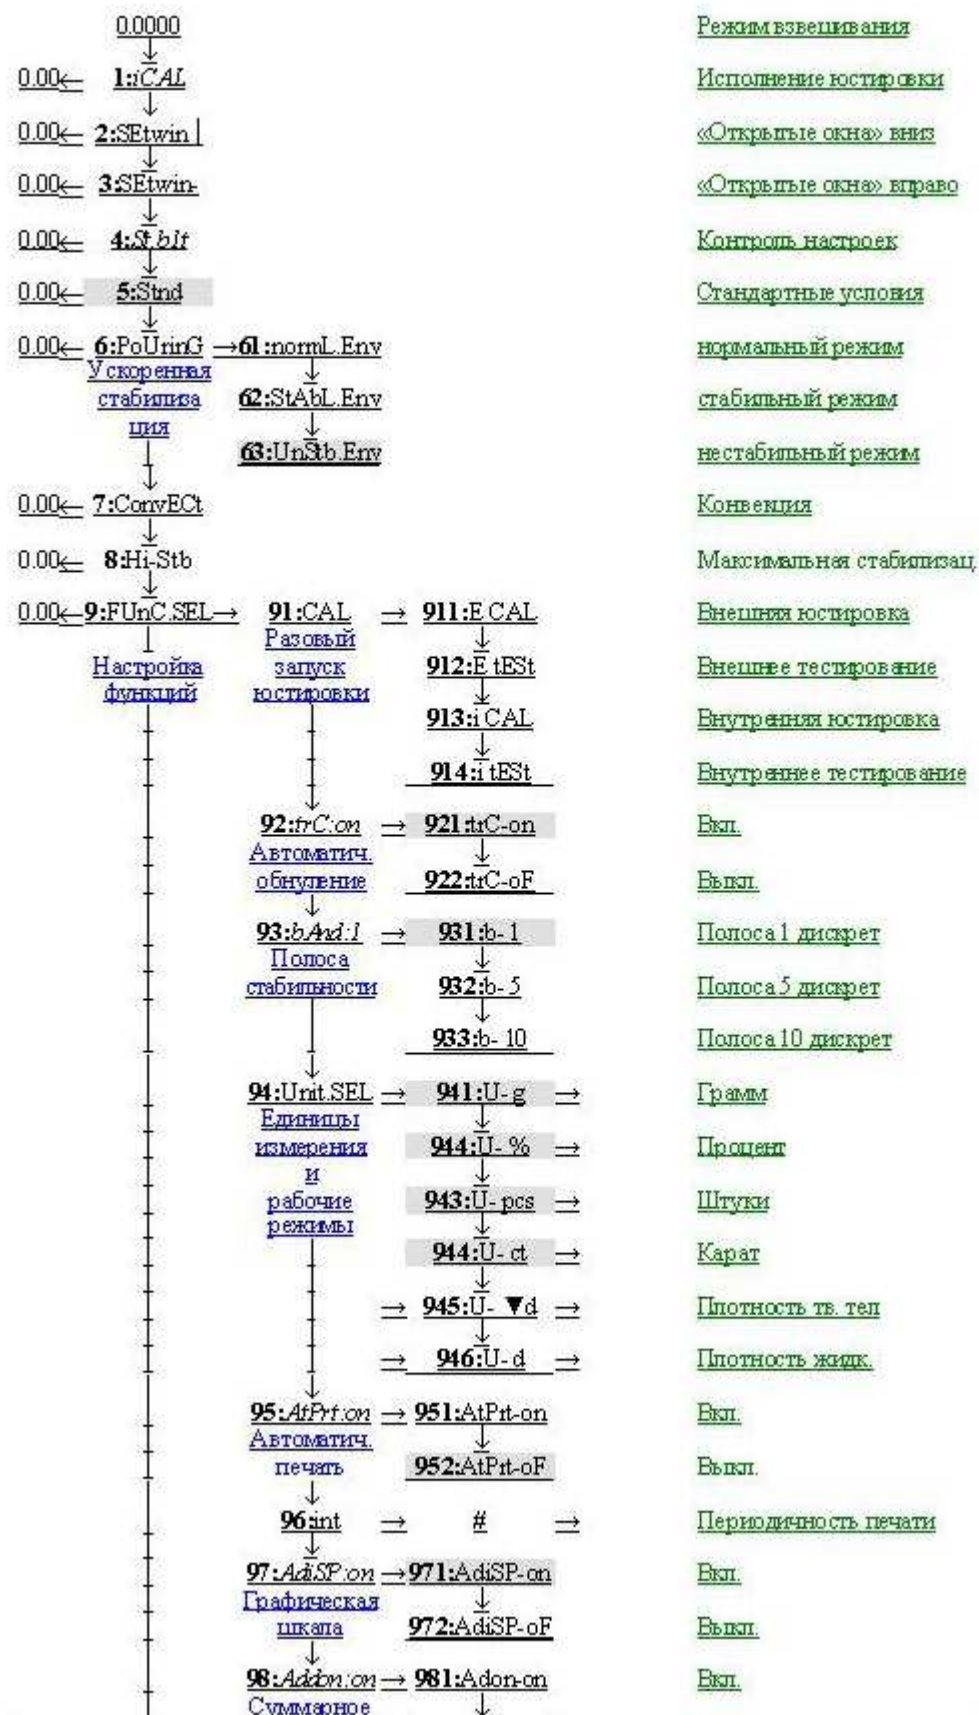 0.0000 Режим взвешивания
0.00← 1:iCAL Исполнение юстировки
0.00← 2:SEtwin | «Открытые окна» вниз
0.00← 3:SEtwin- «Открытые окна» вправо
0.00← 4:St.bIt Контроль настроек
0.00← 5:Stnd Стандартные условия
0.00← 6:PoUrinG → 61:normL.Env нормальный режим
Ускоренная
стабилиза 62:StAbL.Env стабильный режим
ция
63:UnStb.Env нестабильный режим
0.00← 7:ConvECt Конвекция
0.00← 8:Hi-Stb Максимальная стабилизац
0.00← 9:FUnC.SEL → 91:CAL → 911:E CAL Внешняя юстировка
Разовый
Настройка запуск 912:E tESt Внешнее тестирование
функций юстировки
913:i CAL Внутренняя юстировка
914:i tESt Внутреннее тестирование
92:trC:on → 921:trC-on Вкл.
Автоматич.
обнуление 922:trC-oF Выкл.
93:bAnd:1 → 931:b- 1 Полоса 1 дискрет
Полоса
стабильности 932:b- 5 Полоса 5 дискрет
933:b- 10 Полоса 10 дискрет
94:Unit.SEL → 941:U- g → Грамм
Единицы
измерения 944:U- % → Процент
и
рабочие 943:U- pcs → Штуки
режимы
944:U- ct → Карат
→ 945:U- ▼d → Плотность тв. тел
→ 946:U- d → Плотность жидк.
95:AtPrt:on → 951:AtPrt-on Вкл.
Автоматич.
печать 952:AtPrt-oF Выкл.
96:int → # → Периодичность печати
97:AdiSP:on → 971:AdiSP-on Вкл.
Графическая
шкала 972:AdiSP-oF Выкл.
98:Addon:on → 981:Adon-on Вкл.
Суммарное